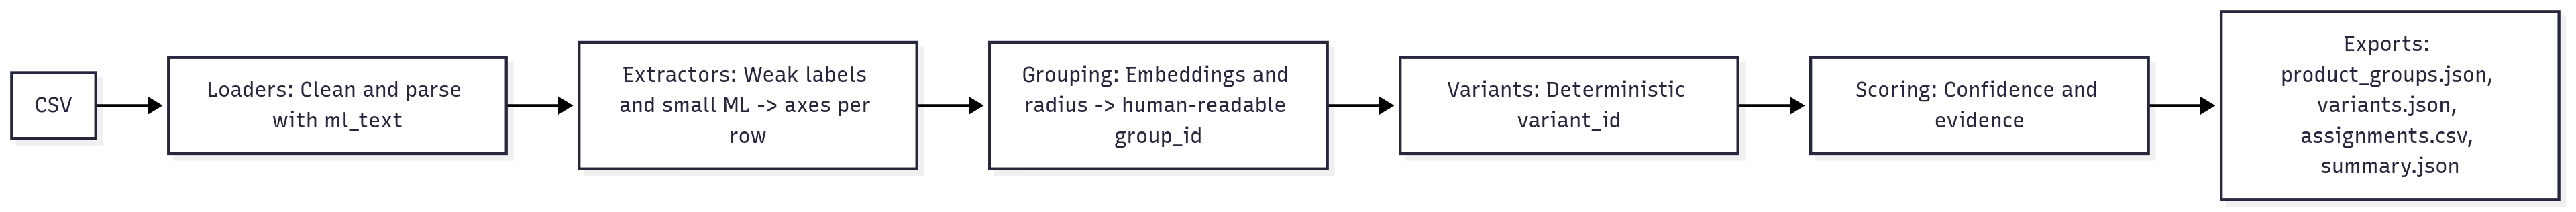 CSV
Loaders: Clean and parse
with ml_text
Extractors: Weak labels
and small ML -> axes per
row
Grouping: Embeddings and
radius -> human-readable
group_id
Variants: Deterministic
variant_id
Scoring: Confidence and
evidence
Exports:
product_groups.json,
variants.json,
assignments.csv,
summary.json